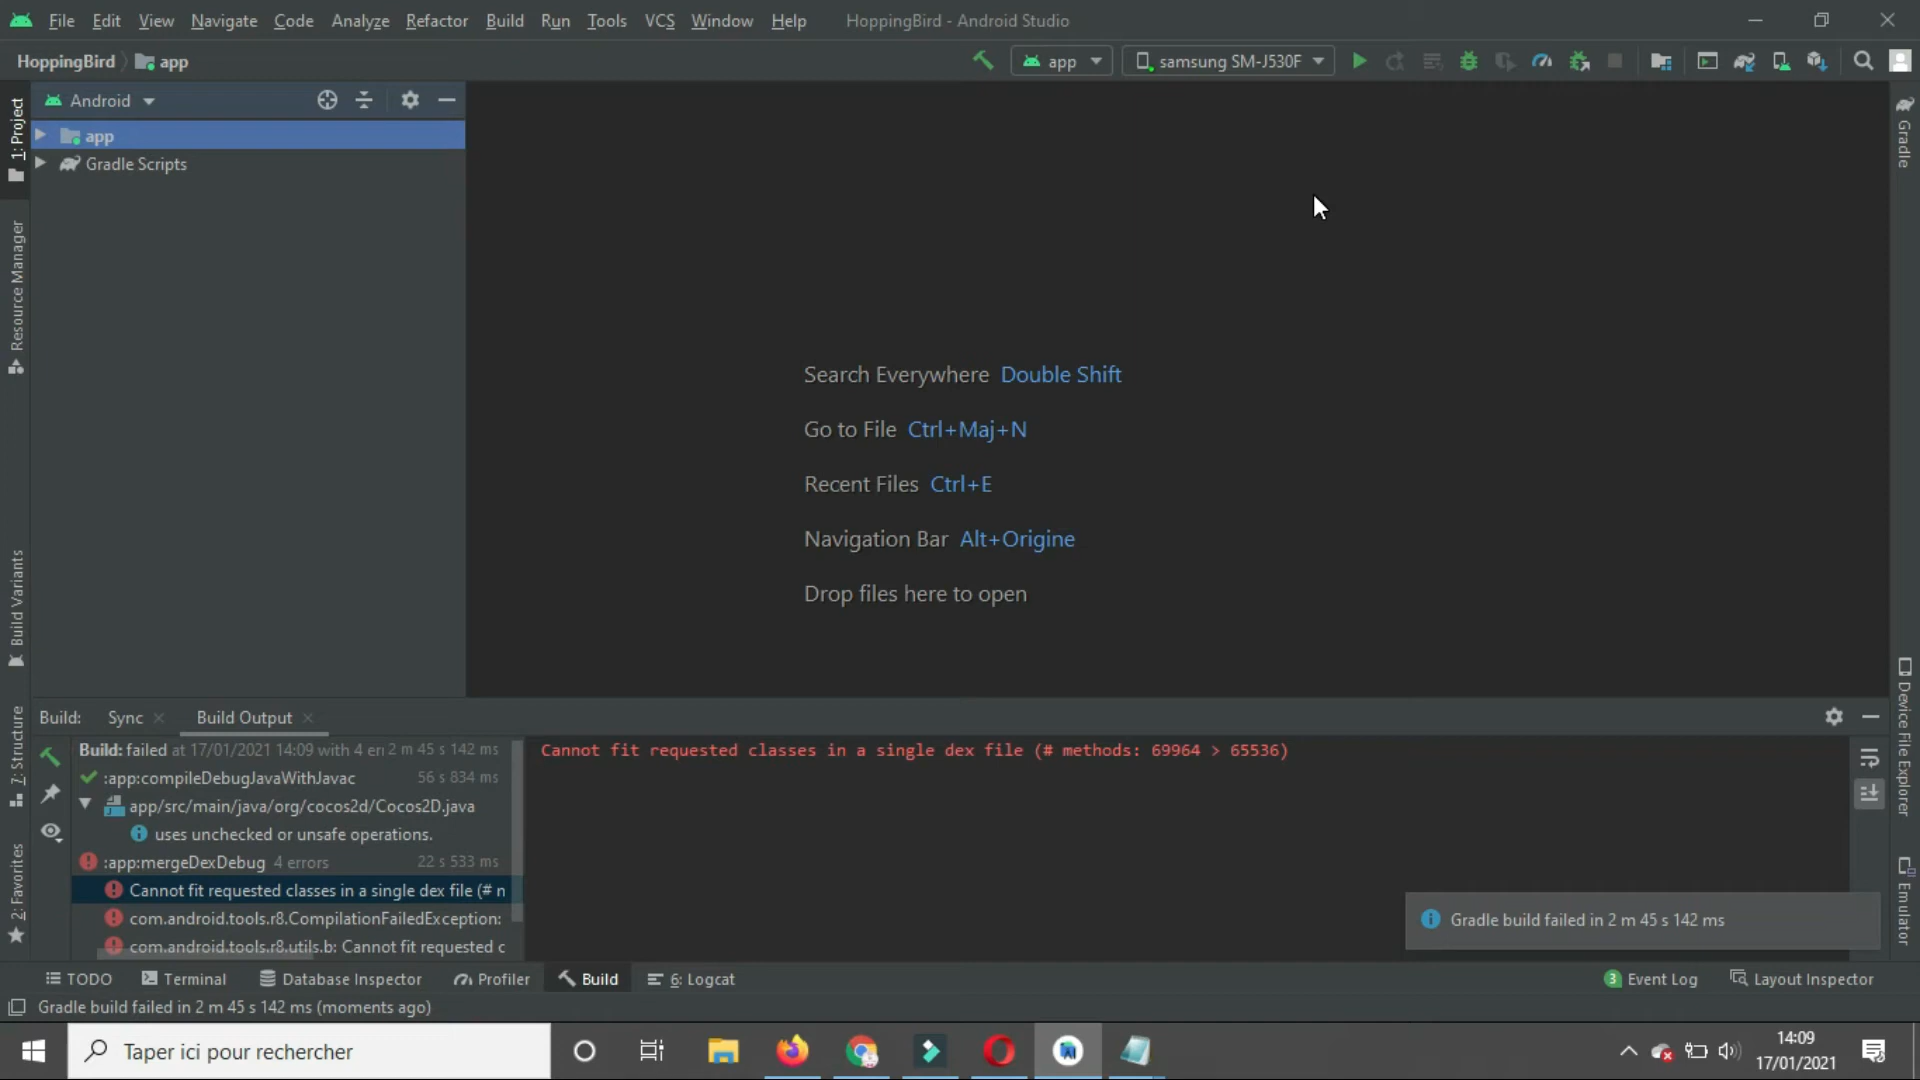 File Edit View Navigate Code Analyze Refactor Build Run Tools VCS Window Help HoppingBird - Android Studio
HoppingBird app
app samsung SM-J530F
Android
app
Gradle Scripts
1: Project
Resource Manager
Build Variants
7: Structure
2: Favorites
Gradle
Device File Explorer
Emulator
Search Everywhere Double Shift
Go to File Ctrl+Maj+N
Recent Files Ctrl+E
Navigation Bar Alt+Origine
Drop files here to open
Build: Sync Build Output
Build: failed at 17/01/2021 14:09 with 4 err 2 m 45 s 142 ms
:app:compileDebugJavaWithJavac 56 s 834 ms
app/src/main/java/org/cocos2d/Cocos2D.java
uses unchecked or unsafe operations.
:app:mergeDexDebug 4 errors 22 s 533 ms
Cannot fit requested classes in a single dex file (# n
com.android.tools.r8.CompilationFailedException:
com.android.tools.r8.utils.b: Cannot fit requested c
Cannot fit requested classes in a single dex file (# methods: 69964 > 65536)
Gradle build failed in 2 m 45 s 142 ms
TODO Terminal Database Inspector Profiler Build 6: Logcat 3 Event Log Layout Inspector
Gradle build failed in 2 m 45 s 142 ms (moments ago)
Taper ici pour rechercher
14:09
17/01/2021